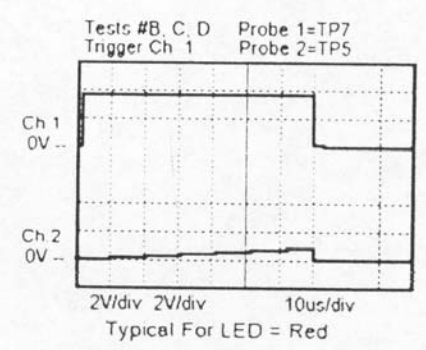 Tests #B, C, D Probe 1=TP7
Trigger Ch 1 Probe 2=TP5
Ch.1
0V --
Ch.2
0V --
2V/div 2V/div 10us/div
Typical For LED = Red